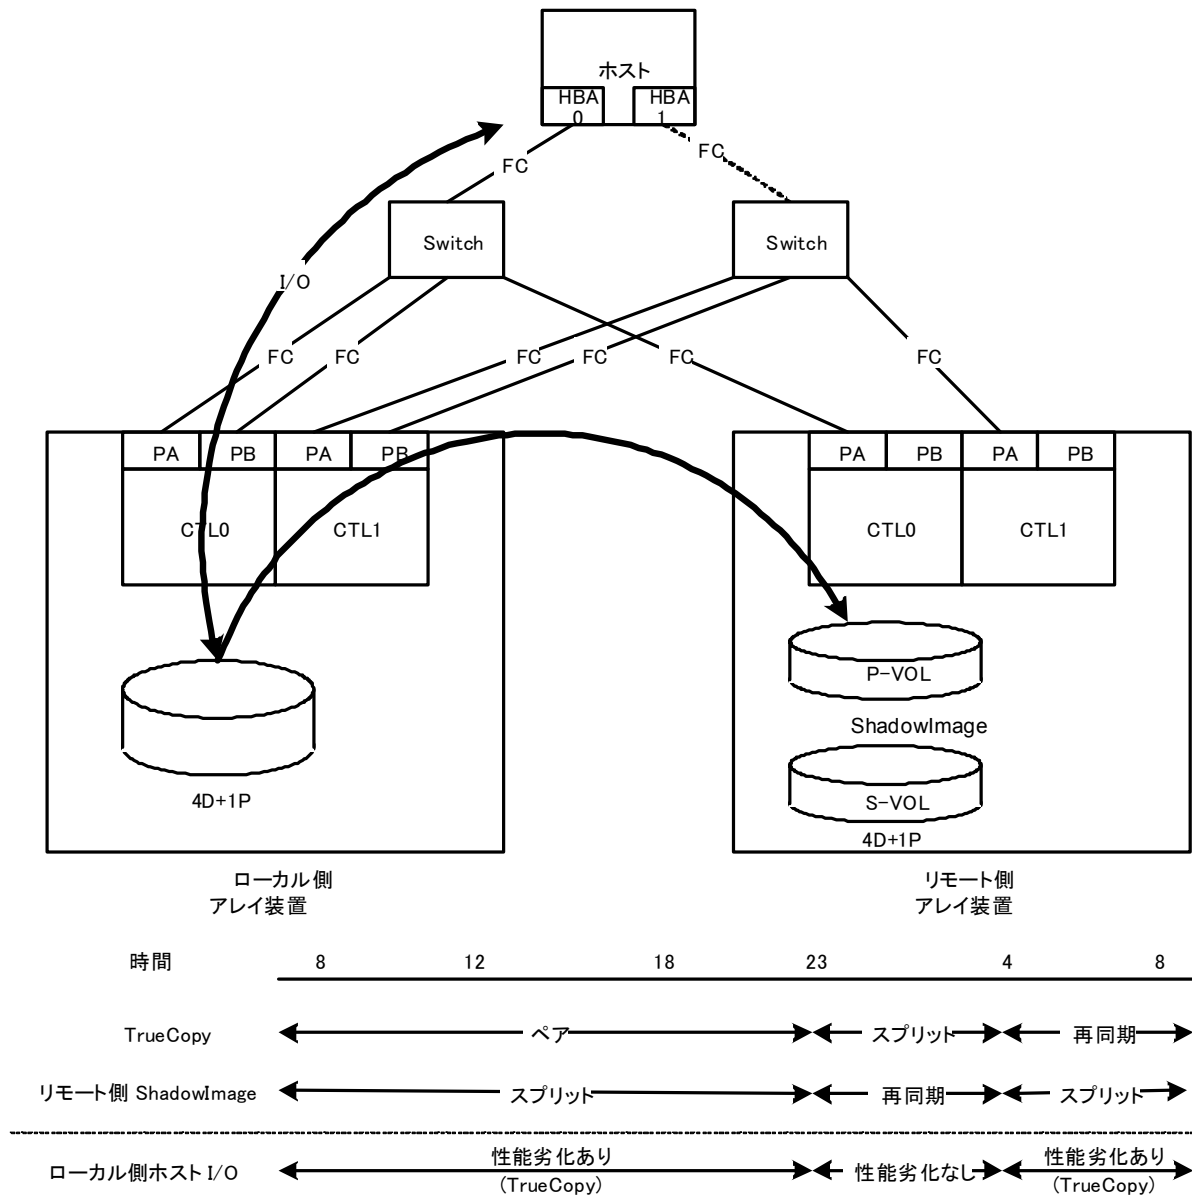 ホスト
HBA 0
HBA 1
FC
FC
Switch
Switch
I/O
FC
FC
FC
FC
FC
FC
PA
PB
PA
PB
PA
PB
PA
PB
CTL0
CTL1
CTL0
CTL1
P-VOL
ShadowImage
S-VOL
4D+1P
4D+1P
ローカル側
アレイ装置
リモート側
アレイ装置
時間 8 12 18 23 4 8
TrueCopy ペア スプリット 再同期
リモート側 ShadowImage スプリット 再同期 スプリット
ローカル側ホスト I/O 性能劣化あり (TrueCopy) 性能劣化なし 性能劣化あり (TrueCopy)